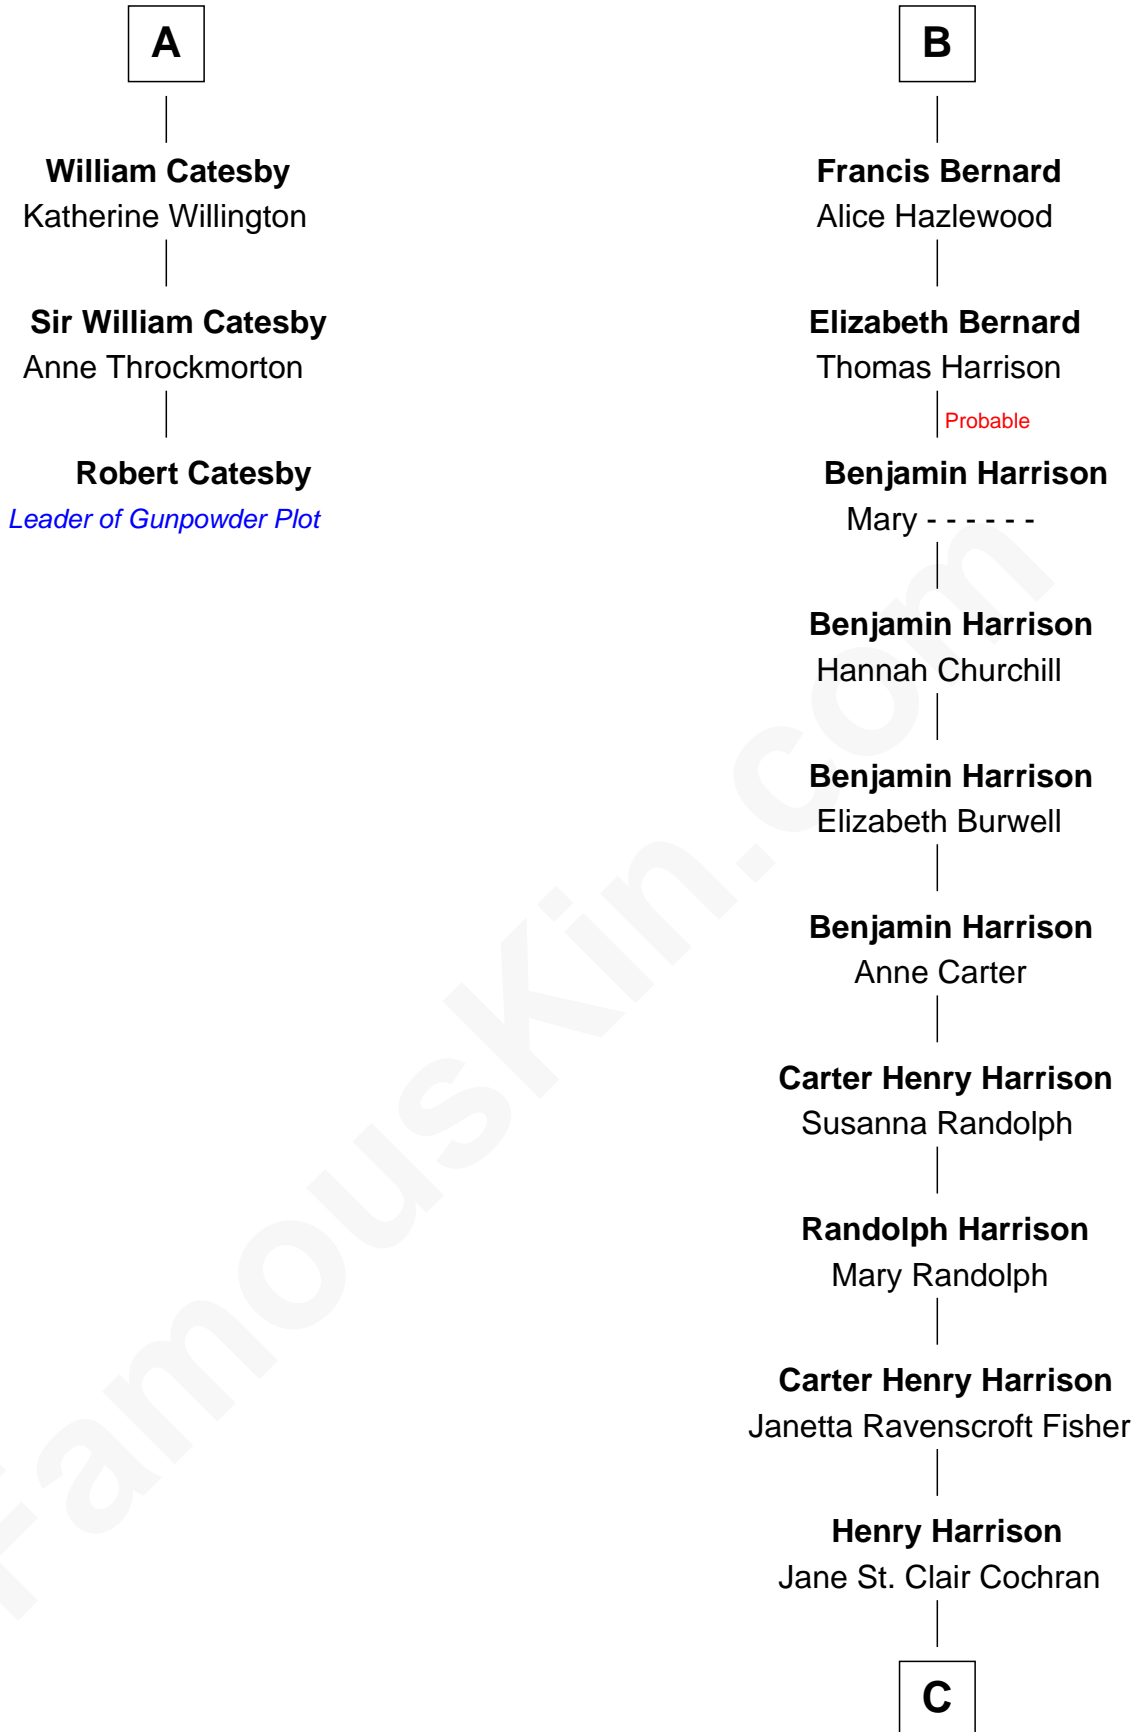 A
William Catesby
Katherine Willington
Sir William Catesby
Anne Throckmorton
Robert Catesby
Leader of Gunpowder Plot
B
Francis Bernard
Alice Hazlewood
Elizabeth Bernard
Thomas Harrison
Probable
Benjamin Harrison
Mary - - - - - -
Benjamin Harrison
Hannah Churchill
Benjamin Harrison
Elizabeth Burwell
Benjamin Harrison
Anne Carter
Carter Henry Harrison
Susanna Randolph
Randolph Harrison
Mary Randolph
Carter Henry Harrison
Janetta Ravenscroft Fisher
Henry Harrison
Jane St. Clair Cochran
C
FamousKin.com